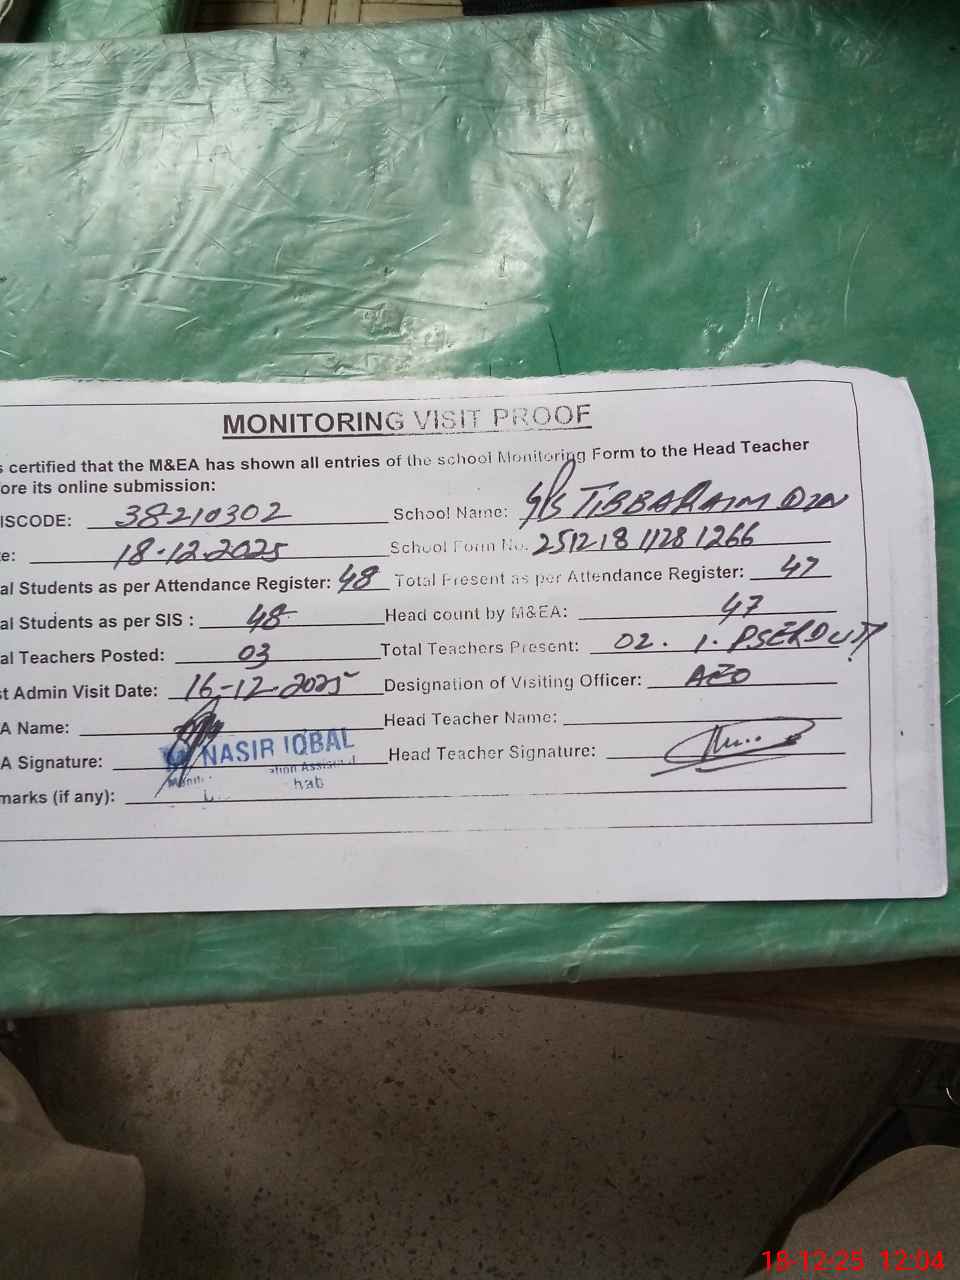 MONITORING VISIT PROOF
s certified that the M&EA has shown all entries of the school Monitoring Form to the Head Teacher
ore its online submission:
ISCODE: 38210302 School Name: G/S TIBBA RAIM DIN
e: 18-12-2025 School Form No. 2512181128 1266
al Students as per Attendance Register: 48 Total Present as per Attendance Register: 47
al Students as per SIS : 48 Head count by M&EA: 47
al Teachers Posted: 03 Total Teachers Present: 02. 1.
t Admin Visit Date: 16-12-2025 Designation of Visiting Officer: AEO
A Name: Head Teacher Name:
A Signature: NASIR IQBAL Head Teacher Signature:
marks (if any):
18-12-25 12:04